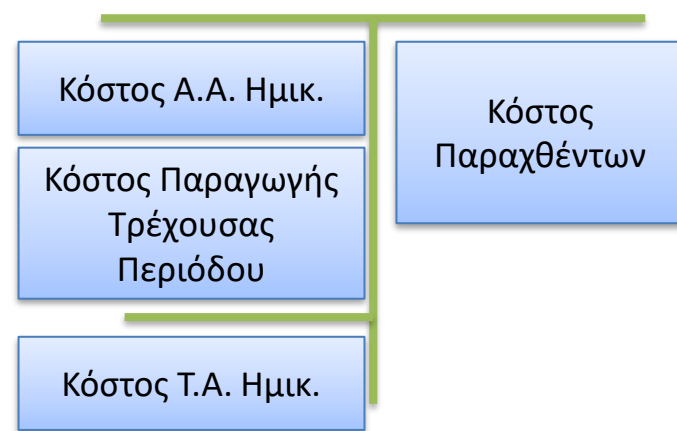 Κόστος Α.Α. Ημικ.
Κόστος Παραγωγής
Τρέχουσας
Περιόδου
Κόστος Τ.Α. Ημικ.
Κόστος
Παραχθέντων